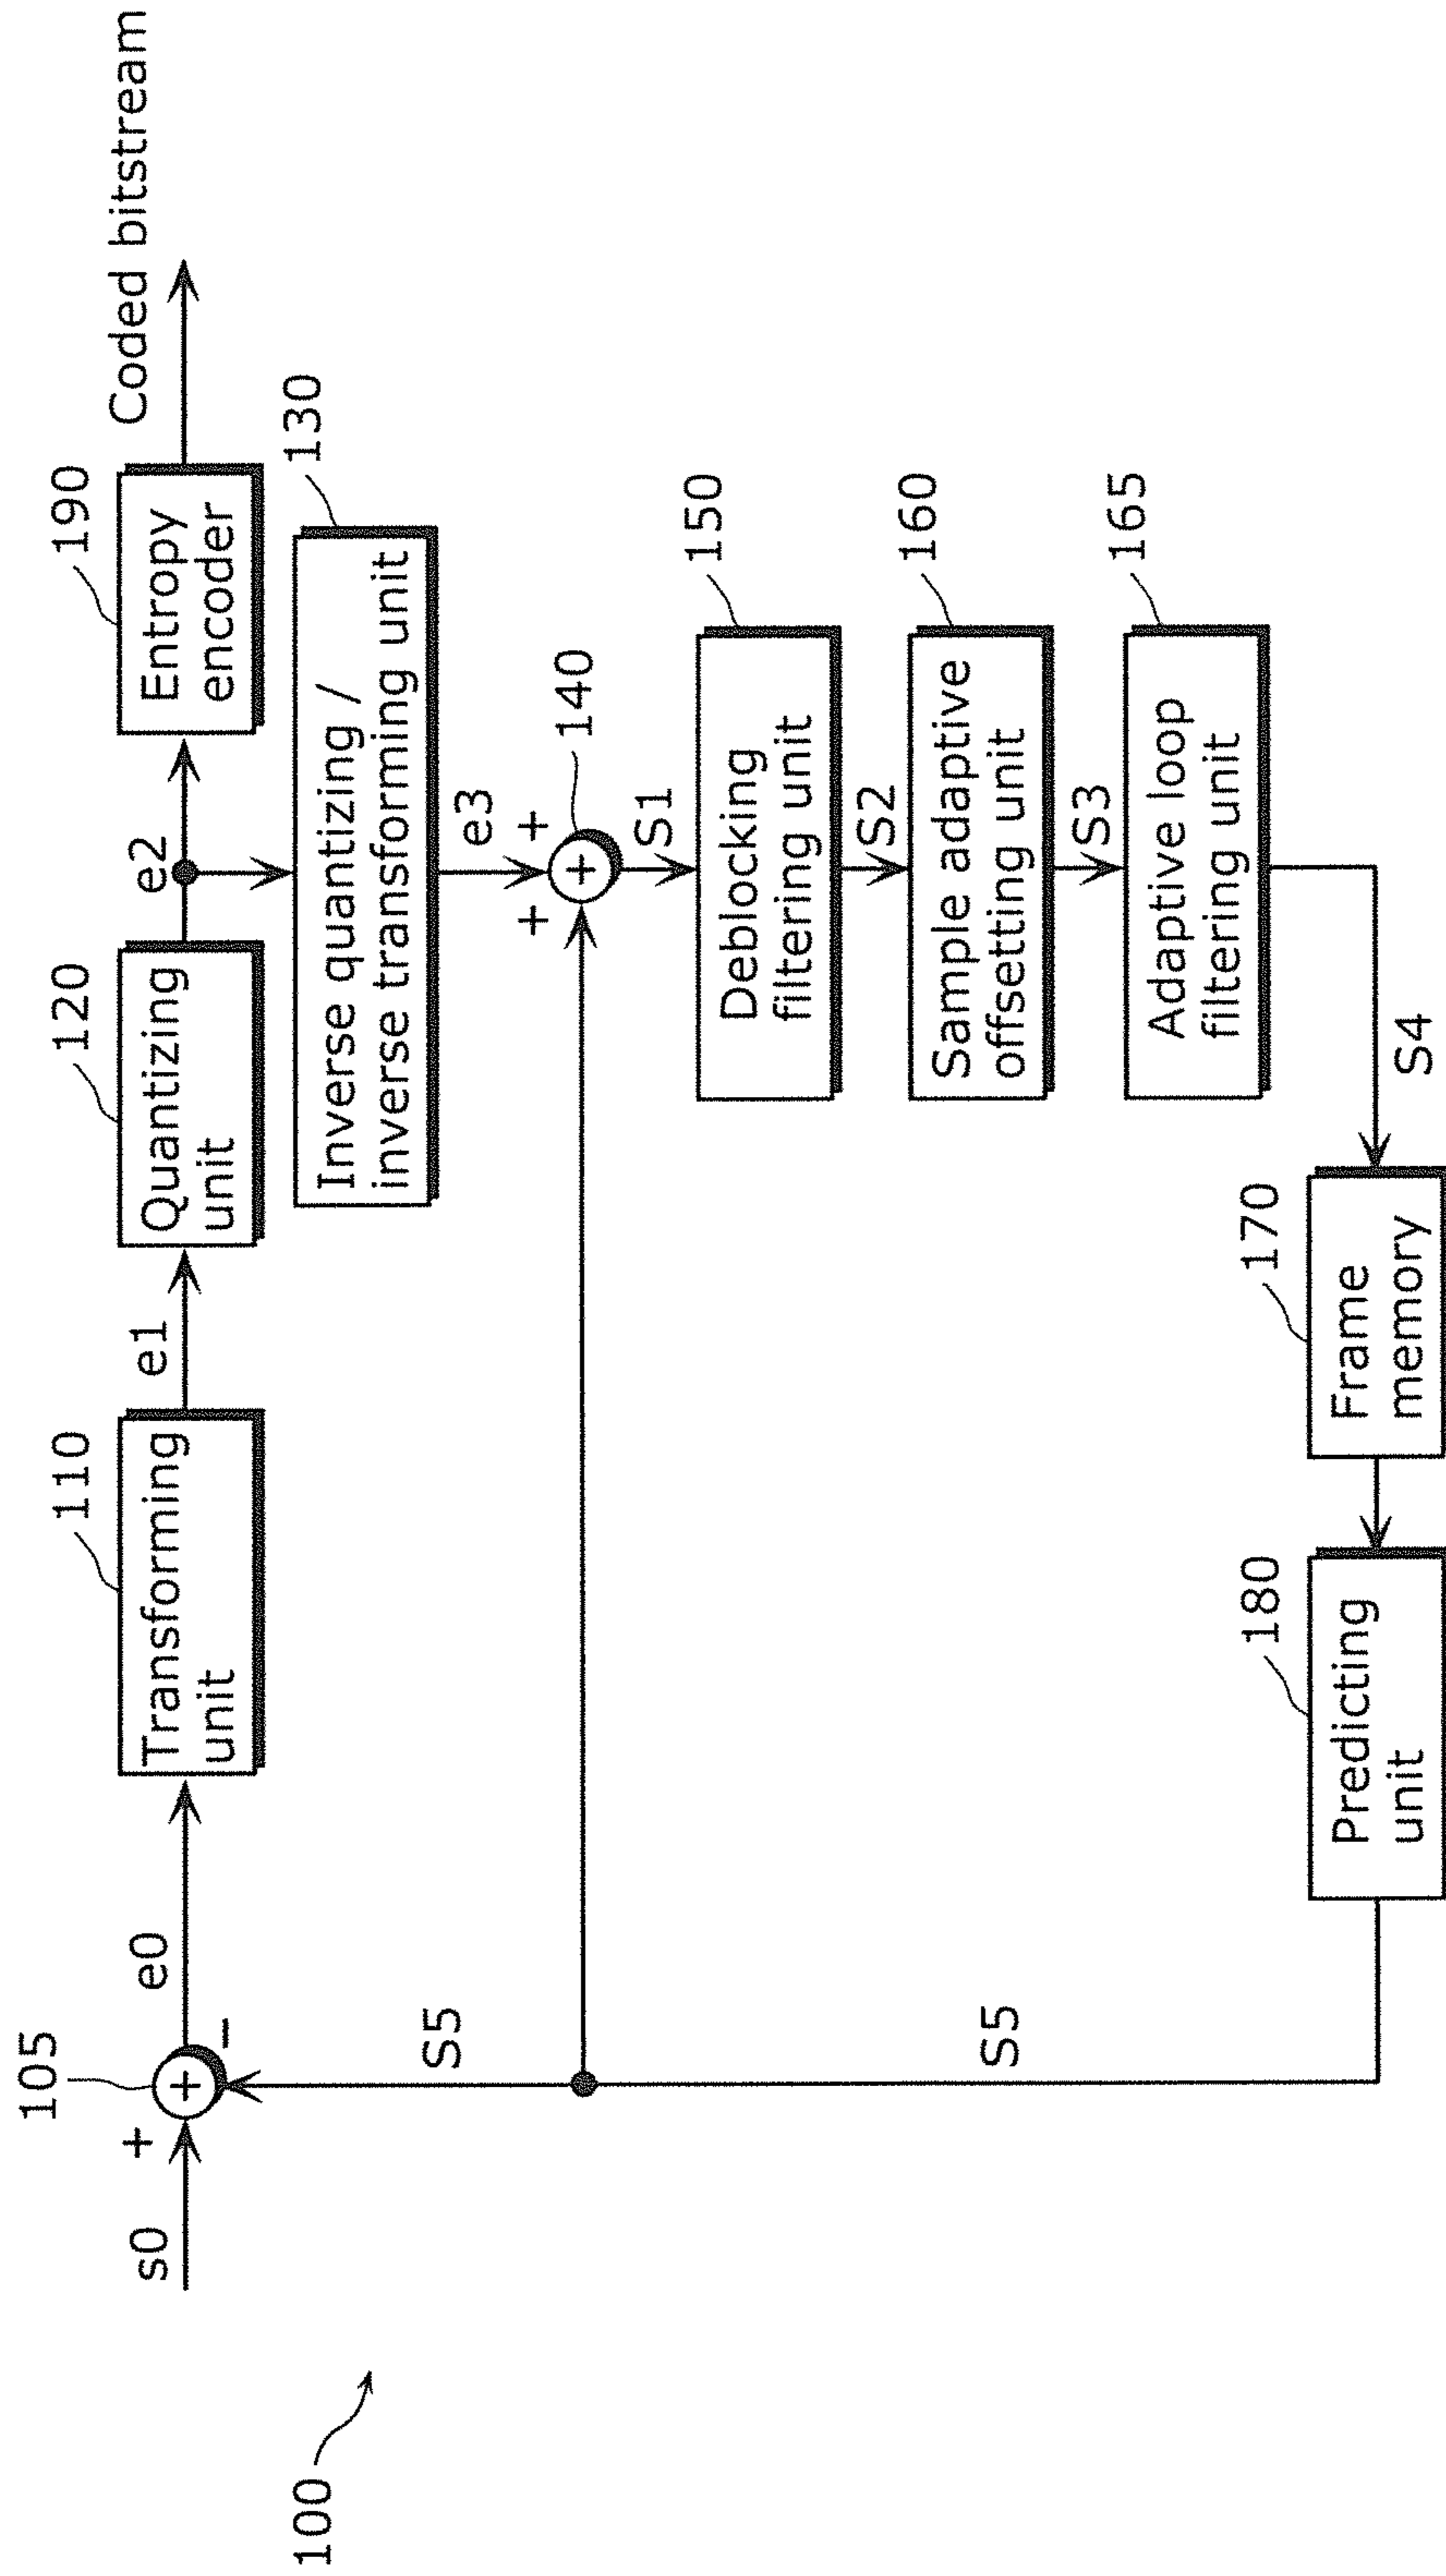 100
s0
+
105
−
+
e0
110
Transforming
unit
e1
120
Quantizing
unit
e2
190
Entropy
encoder
Coded bitstream
130
Inverse quantizing /
inverse transforming unit
e3
+
+
+
140
S1
150
Deblocking
filtering unit
S2
160
Sample adaptive
offsetting unit
S3
165
Adaptive loop
filtering unit
S4
170
Frame
memory
180
Predicting
unit
S5
S5